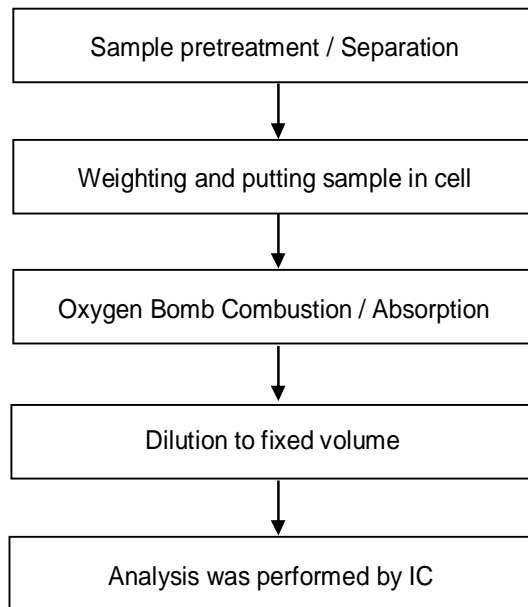 Sample pretreatment / Separation
Weighting and putting sample in cell
Oxygen Bomb Combustion / Absorption
Dilution to fixed volume
Analysis was performed by IC